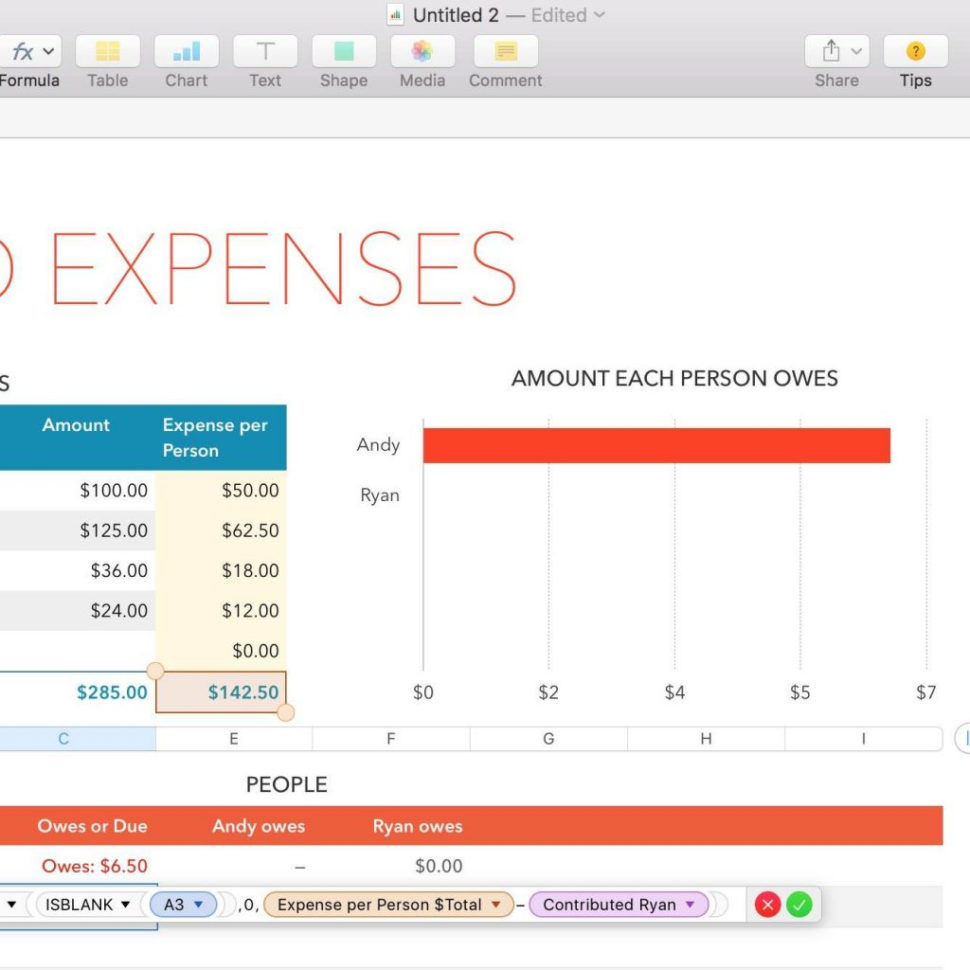 Untitled 2 — Edited
fx
Formula Table Chart Text Shape Media Comment Share Tips
EXPENSES
S
AMOUNT EACH PERSON OWES
Amount Expense per Person
Andy
Ryan
$100.00 $50.00
$125.00 $62.50
$36.00 $18.00
$24.00 $12.00
$0.00
$285.00 $142.50
$0 $2 $4 $5 $7
C E F G H I
PEOPLE
Owes or Due Andy owes Ryan owes
Owes: $6.50 – $0.00
ISBLANK A3 ,0, Expense per Person $Total – Contributed Ryan